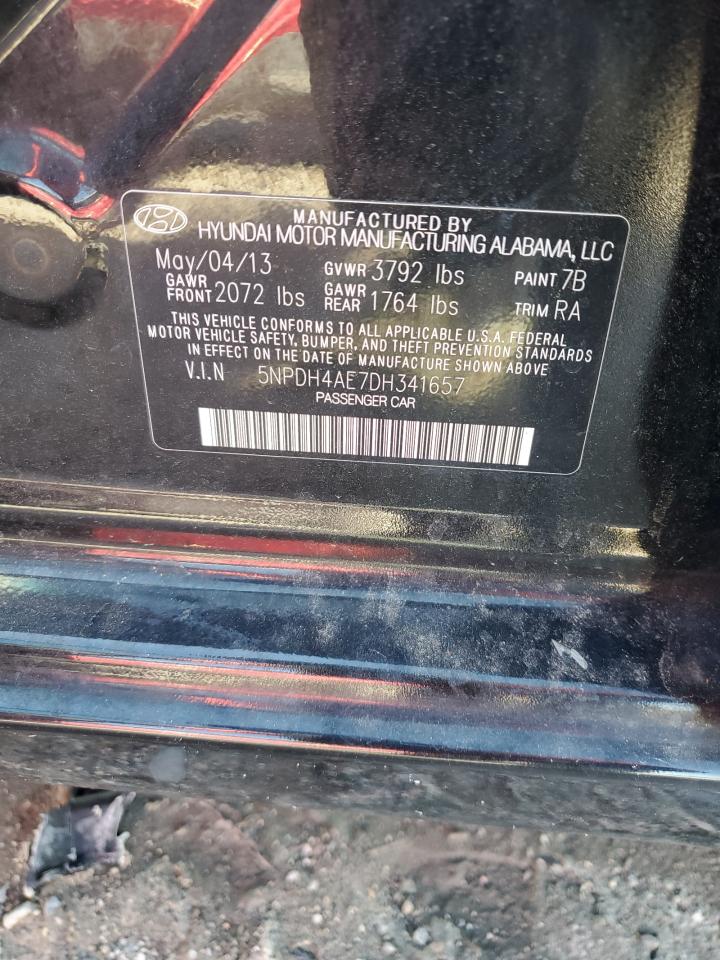 MANUFACTURED BY
HYUNDAI MOTOR MANUFACTURING ALABAMA, LLC
May/04/13 GVWR 3792 lbs PAINT 7B
GAWR FRONT 2072 lbs GAWR REAR 1764 lbs TRIM RA
THIS VEHICLE CONFORMS TO ALL APPLICABLE U.S.A. FEDERAL
MOTOR VEHICLE SAFETY, BUMPER, AND THEFT PREVENTION STANDARDS
IN EFFECT ON THE DATE OF MANUFACTURE SHOWN ABOVE
V.I.N 5NPDH4AE7DH341657
PASSENGER CAR